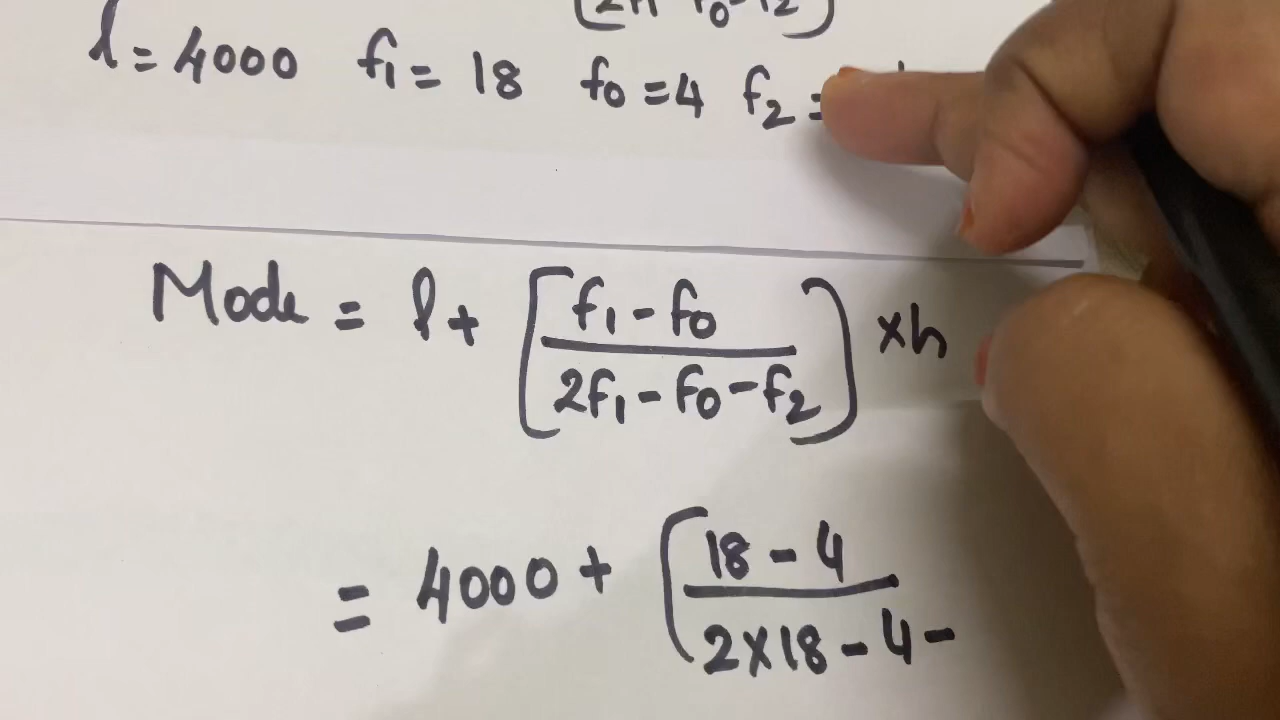 l = 4000 f1 = 18 f0 = 4 f2 =
Mode = l + [f1 - f0 / 2f1 - f0 - f2] × h
= 4000 + [18 - 4 / 2×18 - 4 -